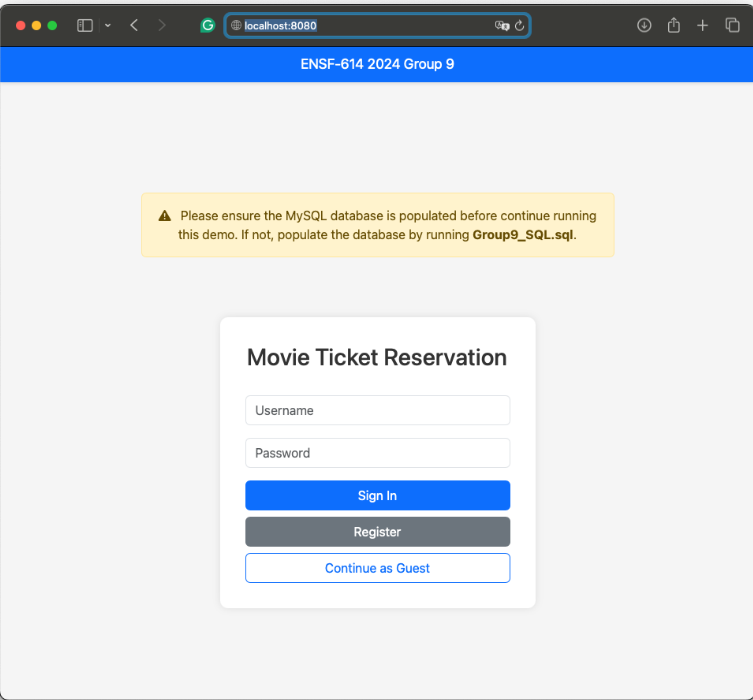 localhost:8080
ENSF-614 2024 Group 9
Please ensure the MySQL database is populated before continue running
this demo. If not, populate the database by running Group9_SQL.sql.
Movie Ticket Reservation
Username
Password
Sign In
Register
Continue as Guest